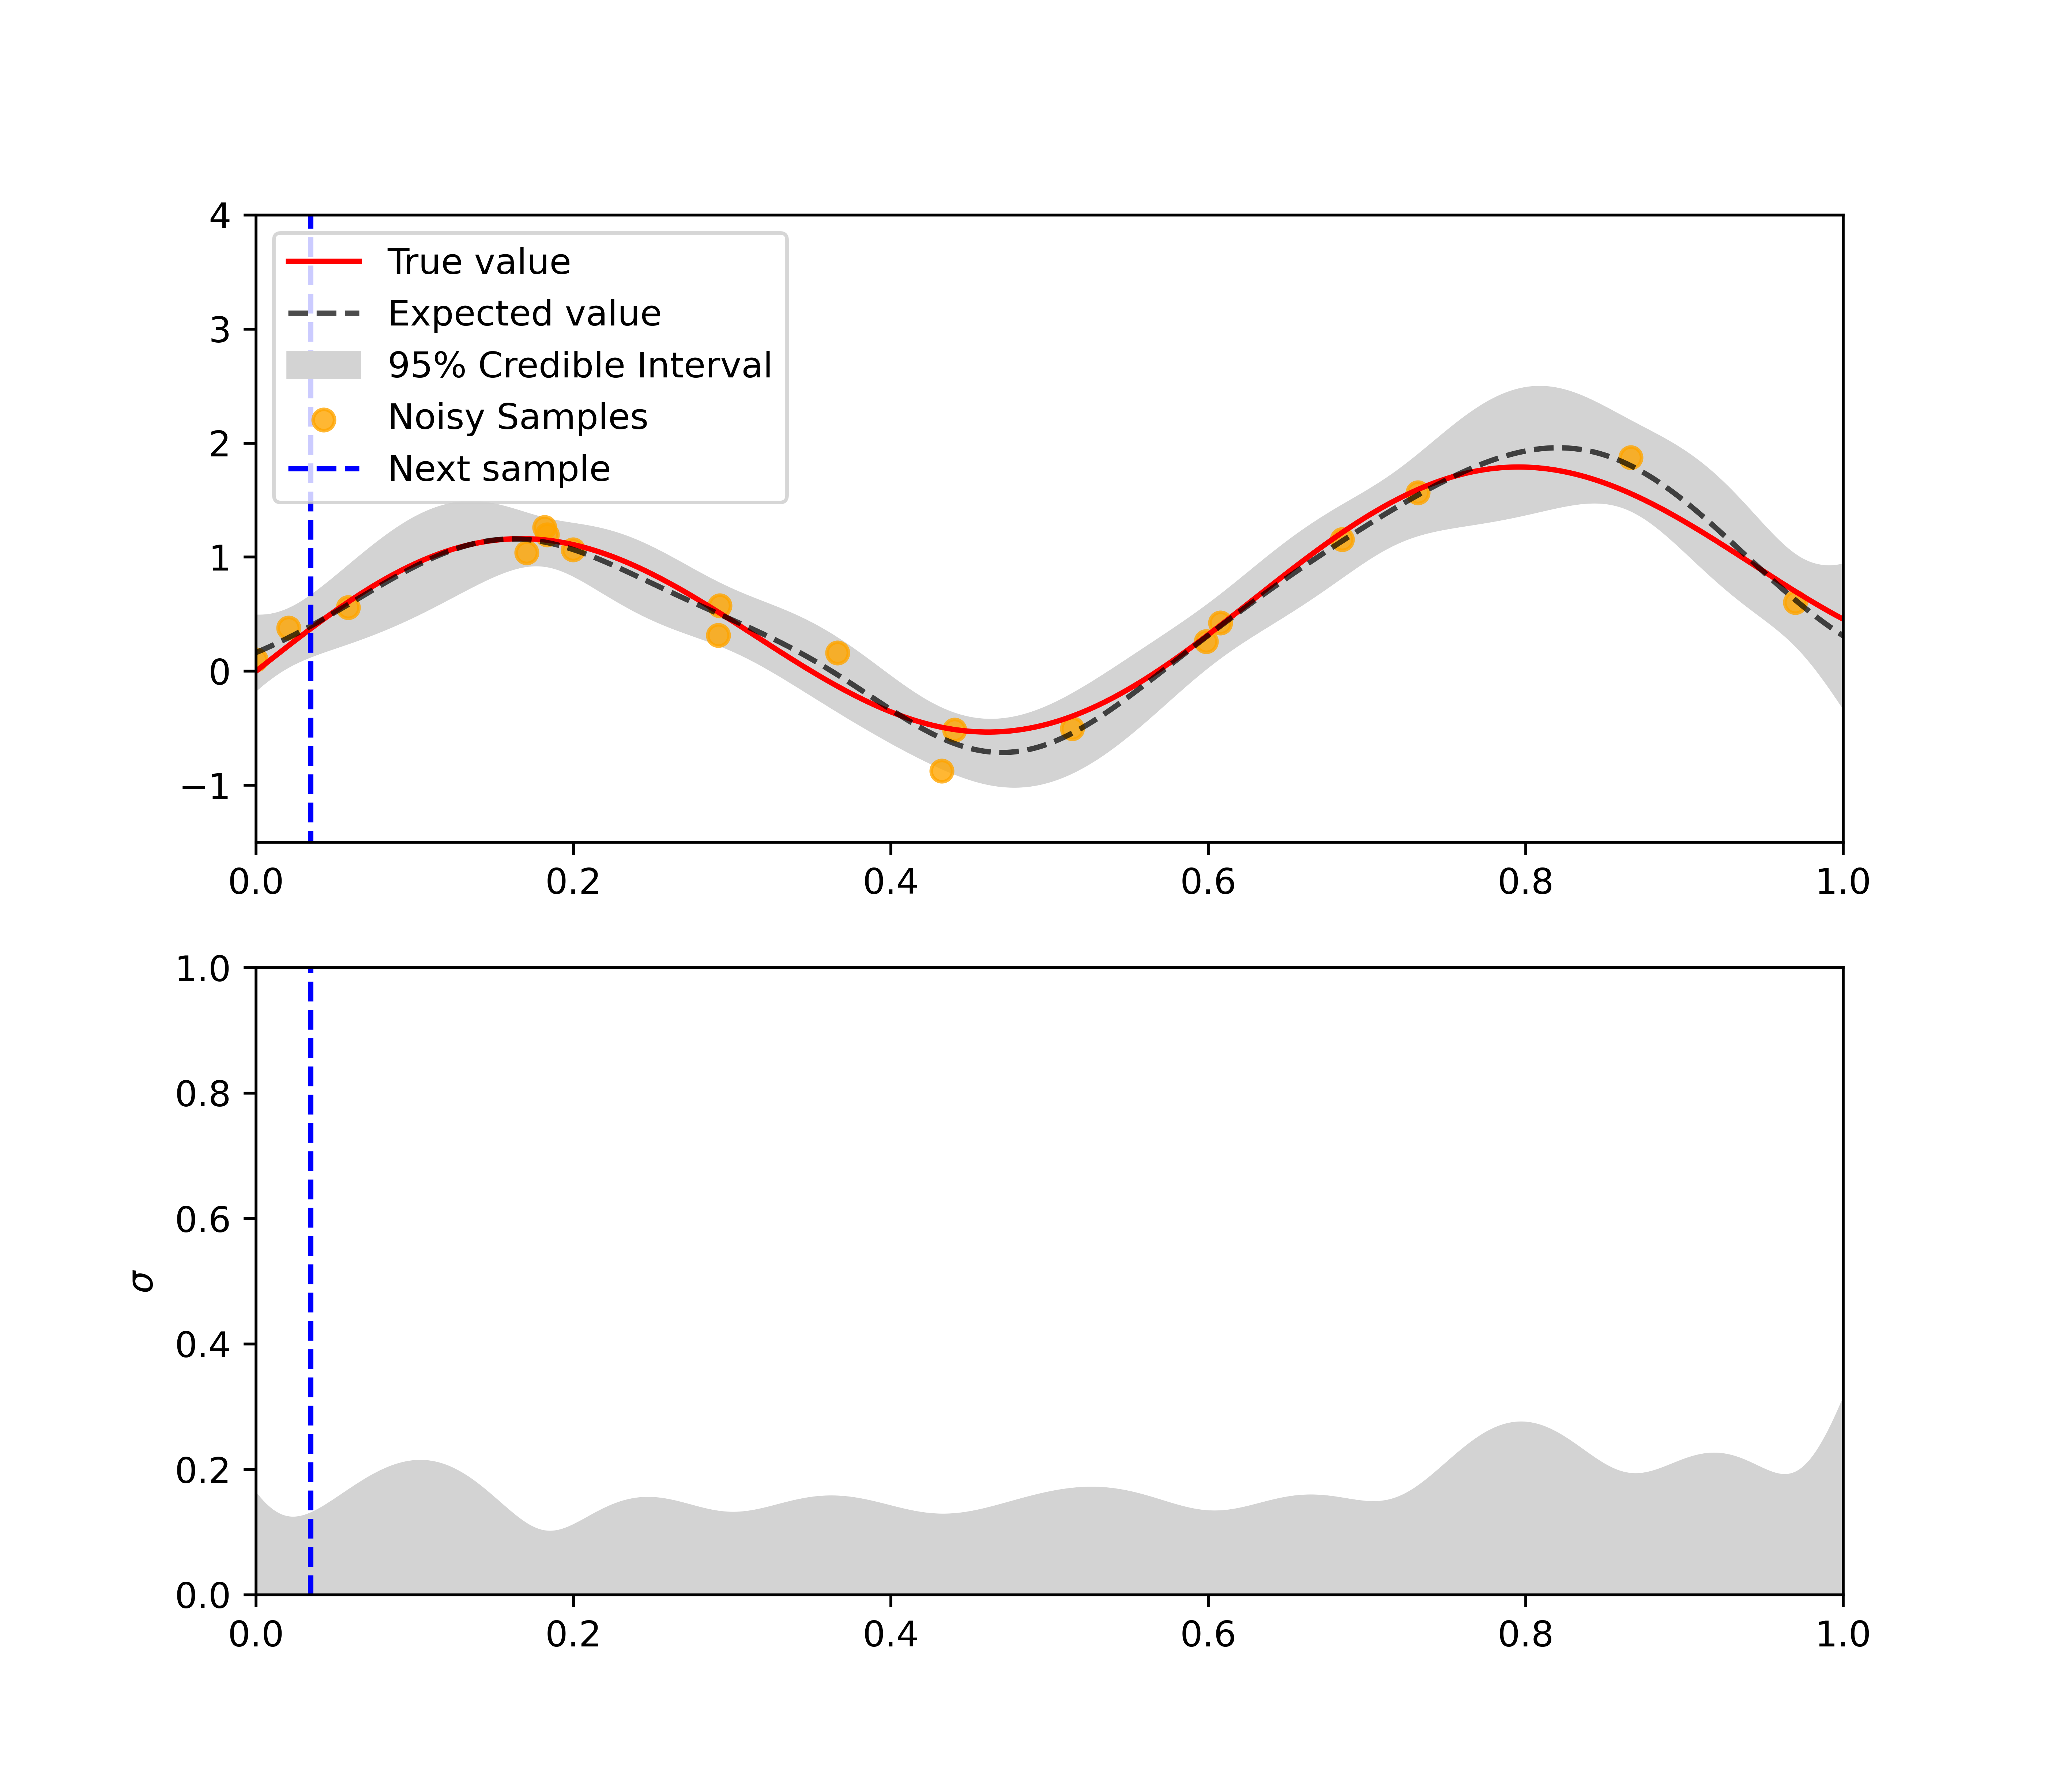 4
3
2
1
0
−1
True value
Expected value
95% Credible Interval
Noisy Samples
Next sample
0.0 0.2 0.4 0.6 0.8 1.0
1.0
0.8
0.6
0.4
0.2
0.0
σ
0.0 0.2 0.4 0.6 0.8 1.0